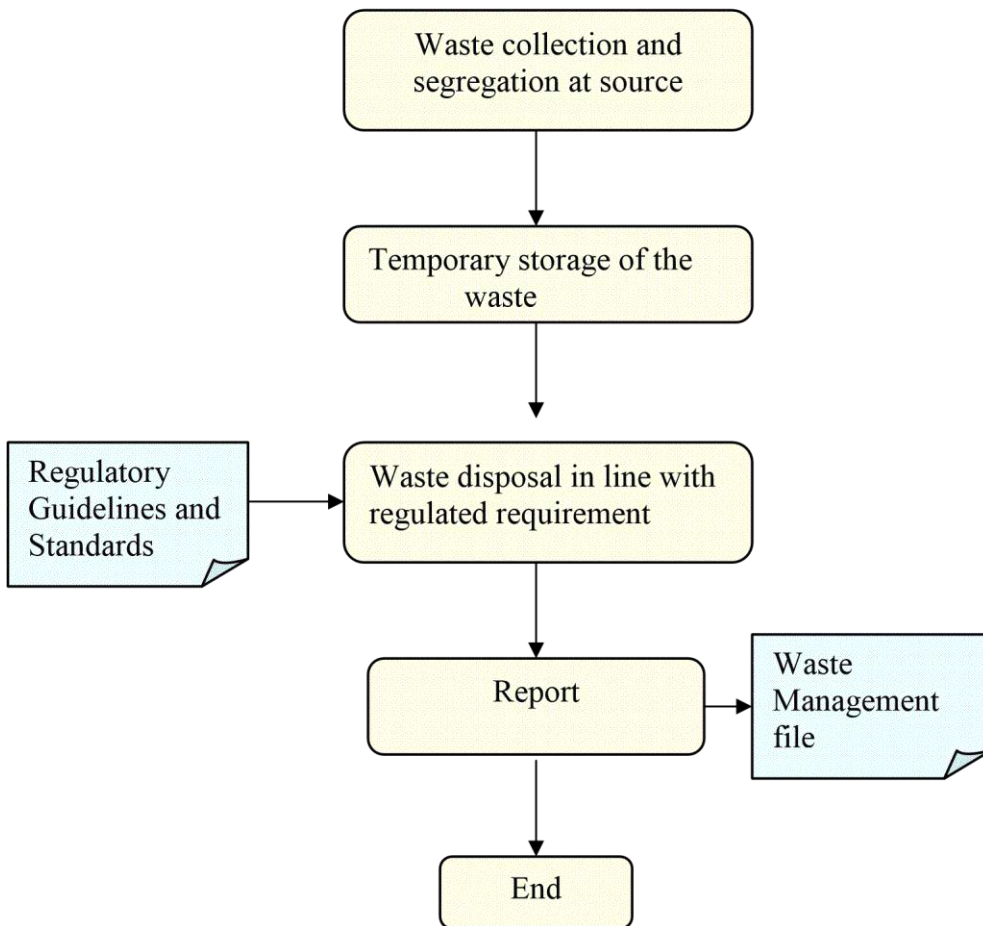 Waste collection and
segregation at source
Temporary storage of the
waste
Regulatory
Guidelines and
Standards
Waste disposal in line with
regulated requirement
Report
Waste
Management
file
End